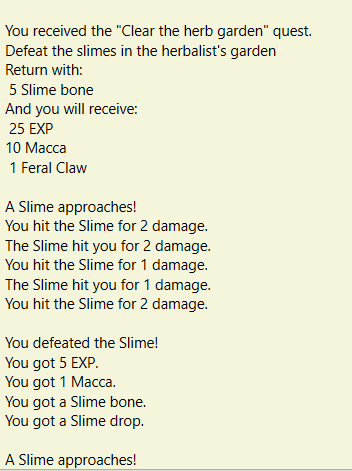 You received the "Clear the herb garden" quest.
Defeat the slimes in the herbalist's garden
Return with:
5 Slime bone
And you will receive:
25 EXP
10 Macca
1 Feral Claw
A Slime approaches!
You hit the Slime for 2 damage.
The Slime hit you for 2 damage.
You hit the Slime for 1 damage.
The Slime hit you for 1 damage.
You hit the Slime for 2 damage.
You defeated the Slime!
You got 5 EXP.
You got 1 Macca.
You got a Slime bone.
You got a Slime drop.
A Slime approaches!